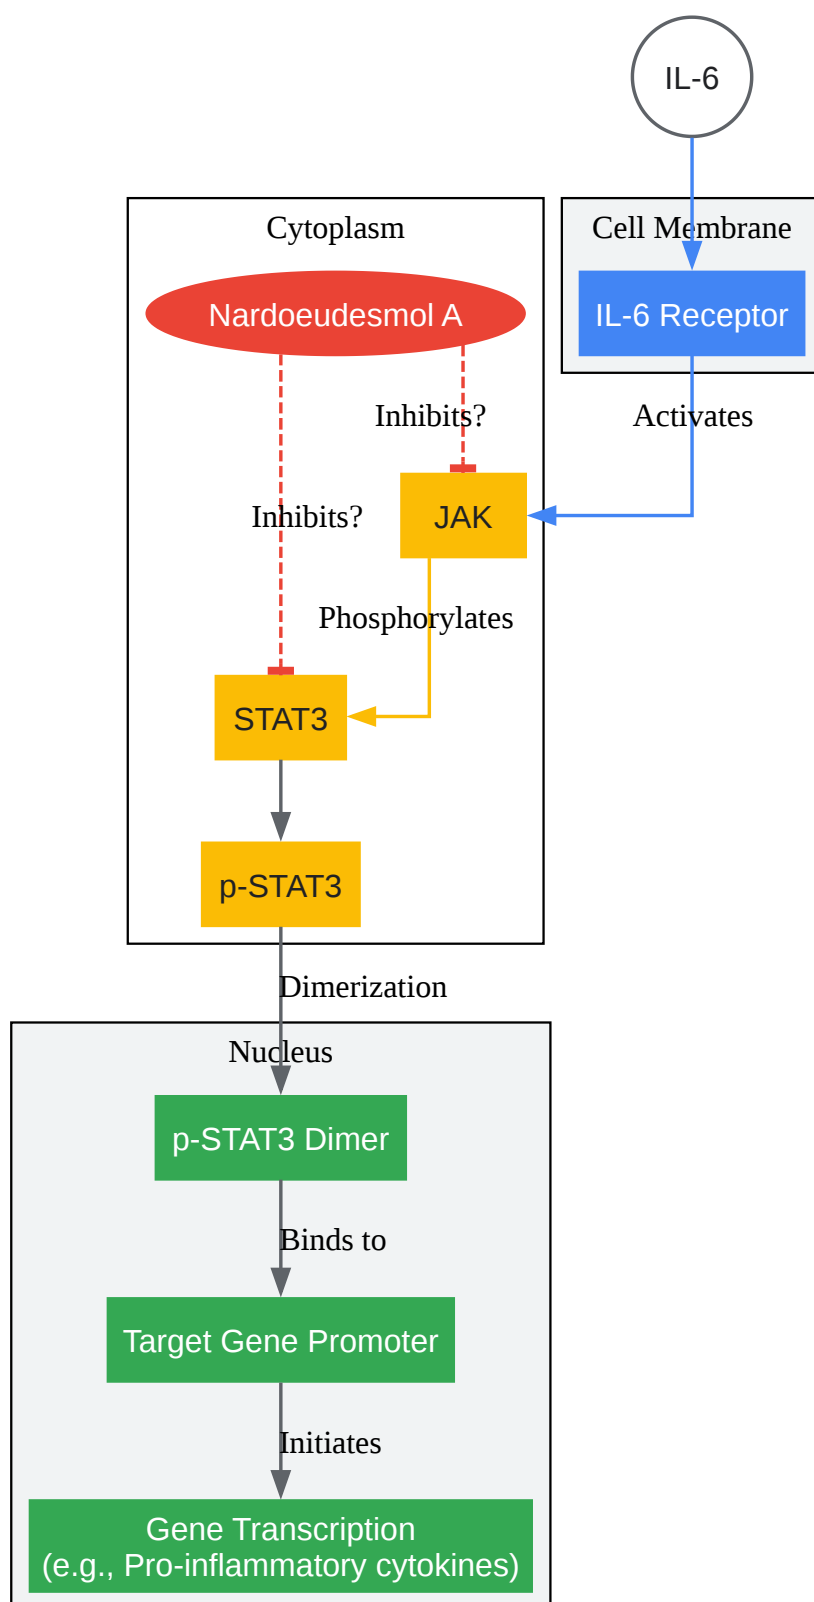 IL-6
Cytoplasm
Cell Membrane
Nardoeudesmol A
IL-6 Receptor
Inhibits?
Activates
Inhibits?
JAK
Phosphorylates
STAT3
p-STAT3
Dimerization
Nucleus
p-STAT3 Dimer
Binds to
Target Gene Promoter
Initiates
Gene Transcription
(e.g., Pro-inflammatory cytokines)